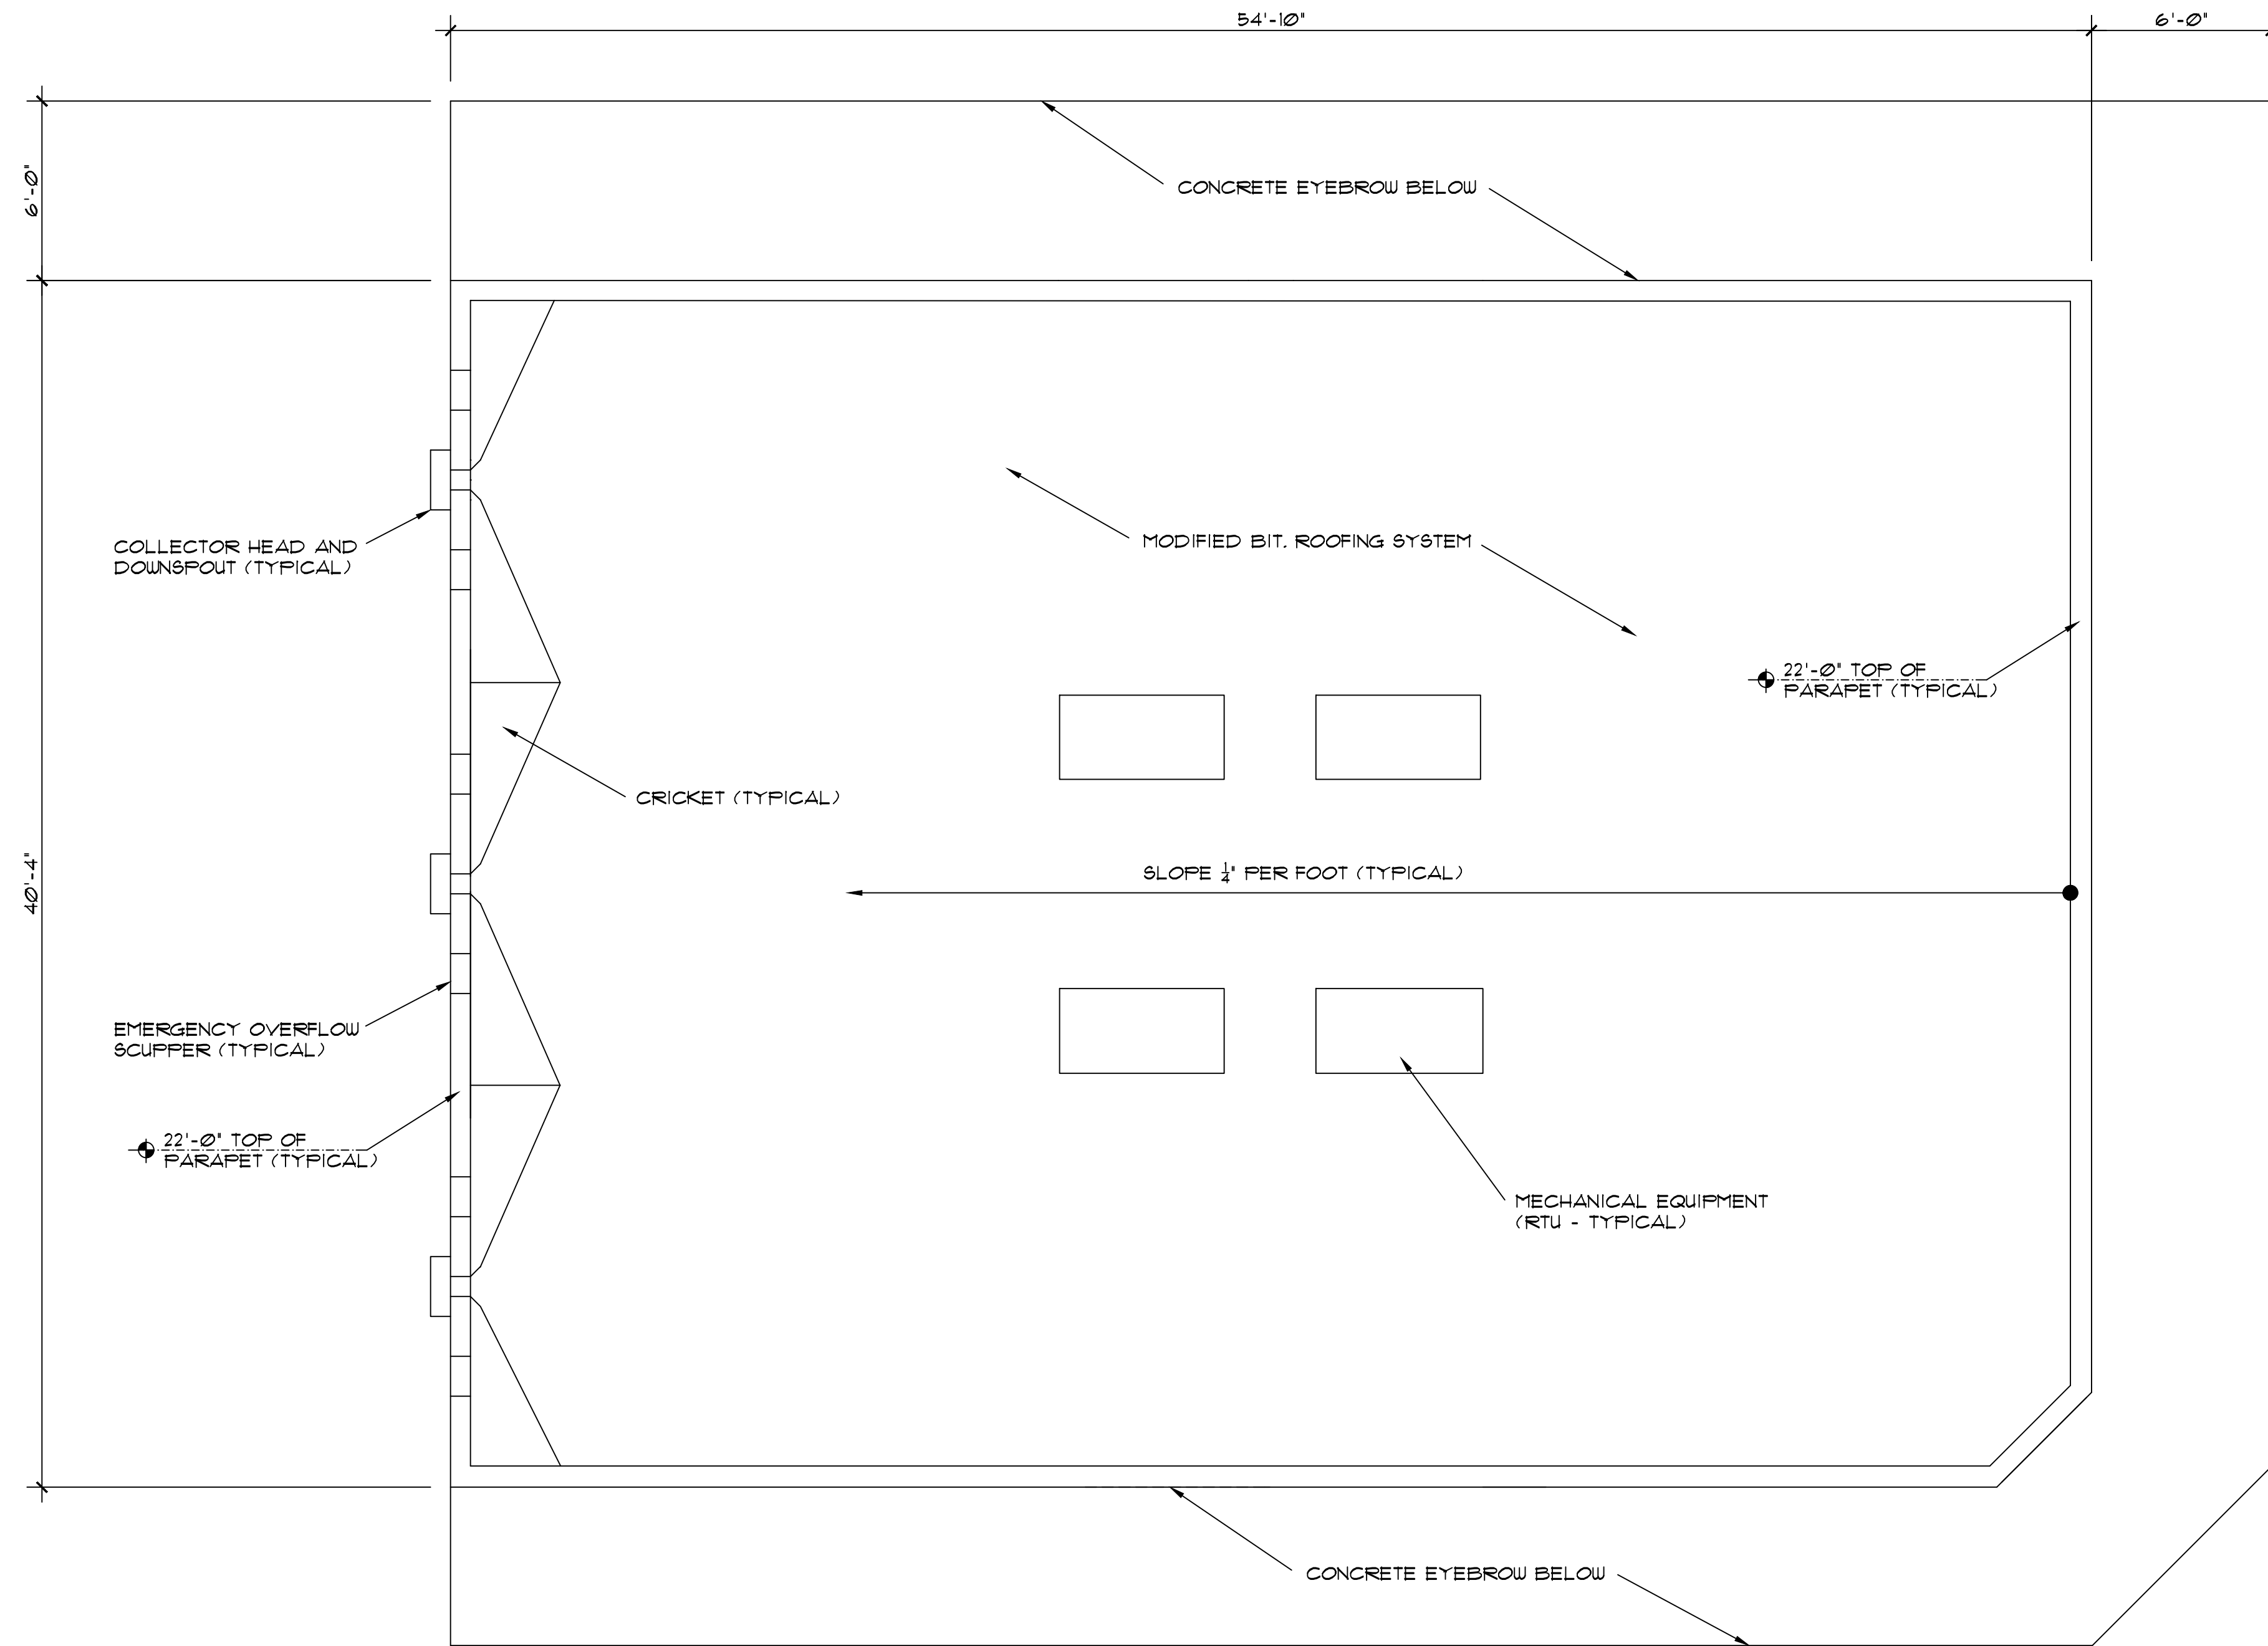 54'-10"
6'-0"
6'-0"
CONCRETE EYEBROW BELOW
COLLECTOR HEAD AND
DOWNSPOUT (TYPICAL)
MODIFIED BIT. ROOFING SYSTEM
22'-0" TOP OF
PARAPET (TYPICAL)
CRICKET (TYPICAL)
40'-4"
SLOPE 1/4" PER FOOT (TYPICAL)
EMERGENCY OVERFLOW
SCUPPER (TYPICAL)
22'-0" TOP OF
PARAPET (TYPICAL)
MECHANICAL EQUIPMENT
(RTU - TYPICAL)
CONCRETE EYEBROW BELOW